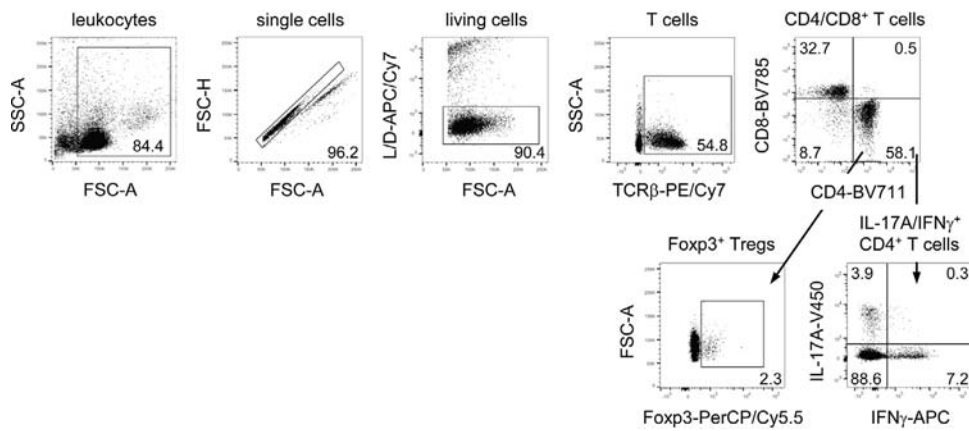 leukocytes
SSC-A
84.4
FSC-A
single cells
FSC-H
96.2
FSC-A
living cells
L/D-APC/Cy7
90.4
FSC-A
T cells
SSC-A
54.8
TCRβ-PE/Cy7
CD4/CD8⁺ T cells
32.7
0.5
CD8-BV785
8.7
58.1
CD4-BV711
Foxp3⁺ Tregs
FSC-A
2.3
Foxp3-PerCP/Cy5.5
IL-17A/IFNγ⁺
CD4⁺ T cells
3.9
0.3
IL-17A-V450
88.6
7.2
IFNγ-APC